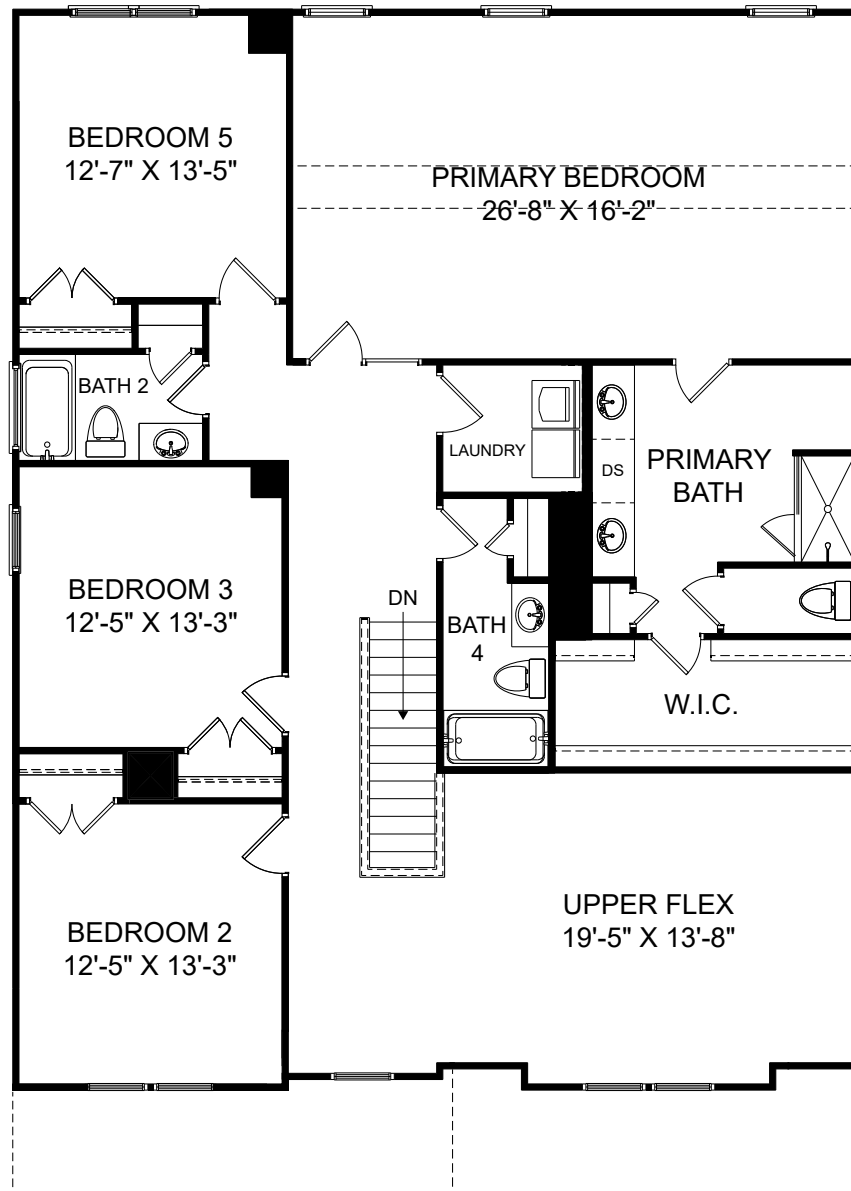 BEDROOM 5
12'-7" X 13'-5"
PRIMARY BEDROOM
26'-8" X 16'-2"
BATH 2
LAUNDRY
DS
PRIMARY
BATH
BEDROOM 3
12'-5" X 13'-3"
DN
BATH
4
W.I.C.
BEDROOM 2
12'-5" X 13'-3"
UPPER FLEX
19'-5" X 13'-8"